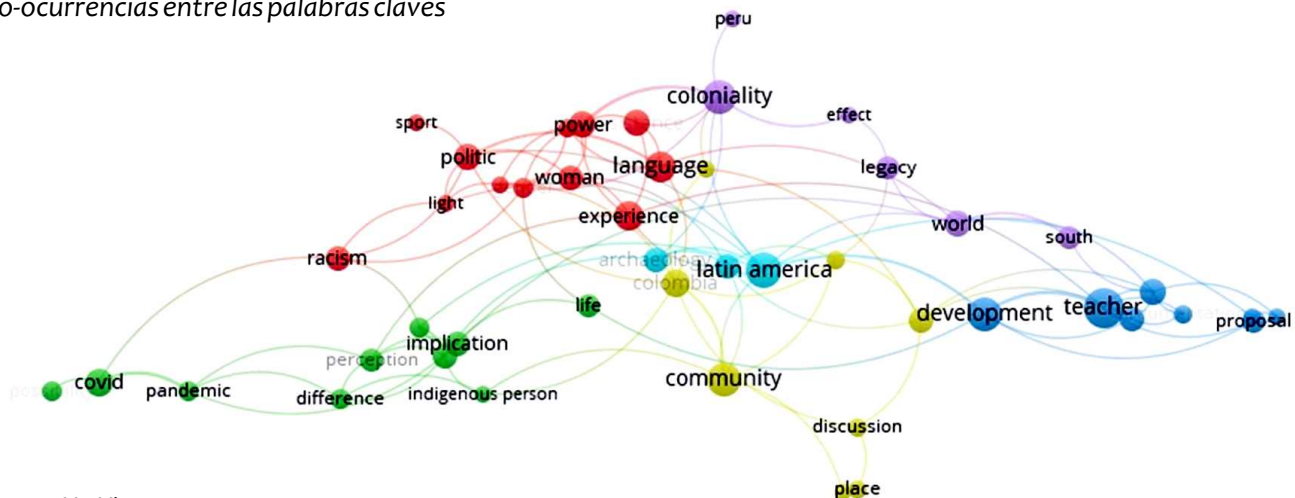 o-ocurrencias entre las palabras claves
peru
coloniality
sport
power
effect
politic
language
legacy
woman
light
experience
world
south
racism
archaeology
latin america
colombia
life
development
teacher
proposal
implication
perception
covid
pandemic
difference
indigenous person
community
discussion
place